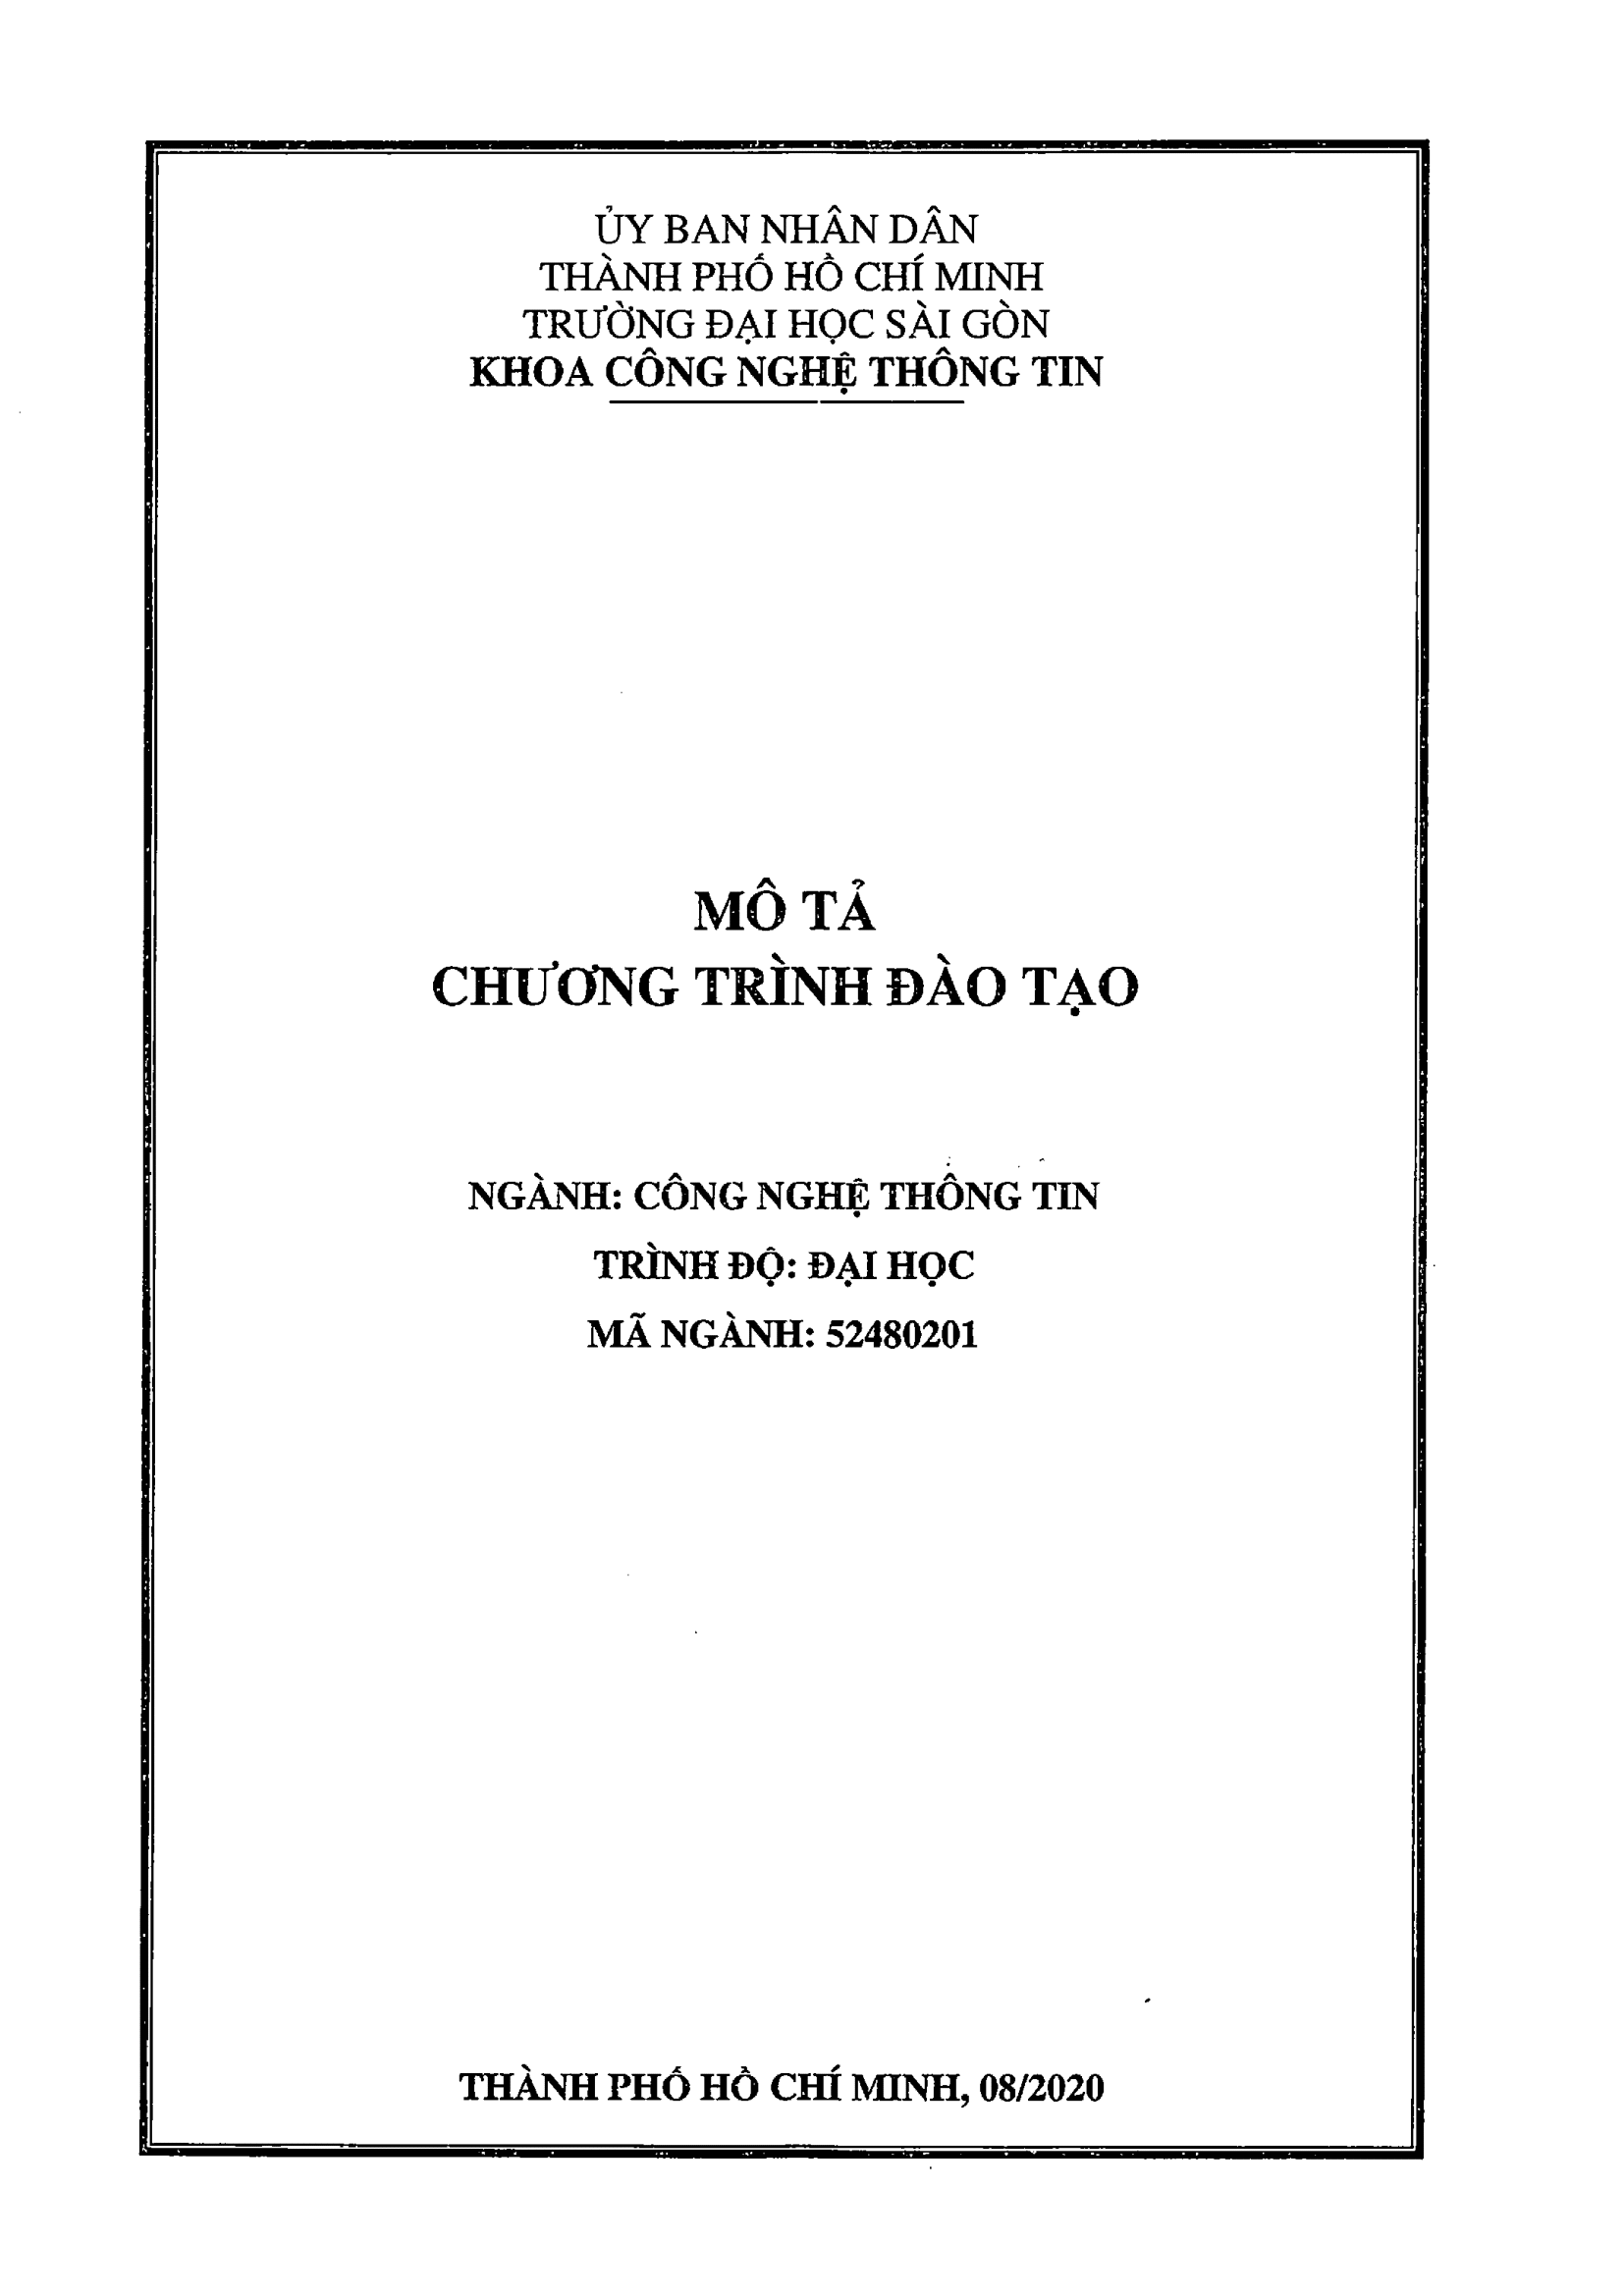 ỦY BAN NHÂN DÂN
THÀNH PHỐ HỒ CHÍ MINH
TRƯỜNG ĐẠI HỌC SÀI GÒN
KHOA CÔNG NGHỆ THÔNG TIN
MÔ TẢ
CHƯƠNG TRÌNH ĐÀO TẠO
NGÀNH: CÔNG NGHỆ THÔNG TIN
TRÌNH ĐỘ: ĐẠI HỌC
MÃ NGÀNH: 52480201
THÀNH PHỐ HỒ CHÍ MINH, 08/2020